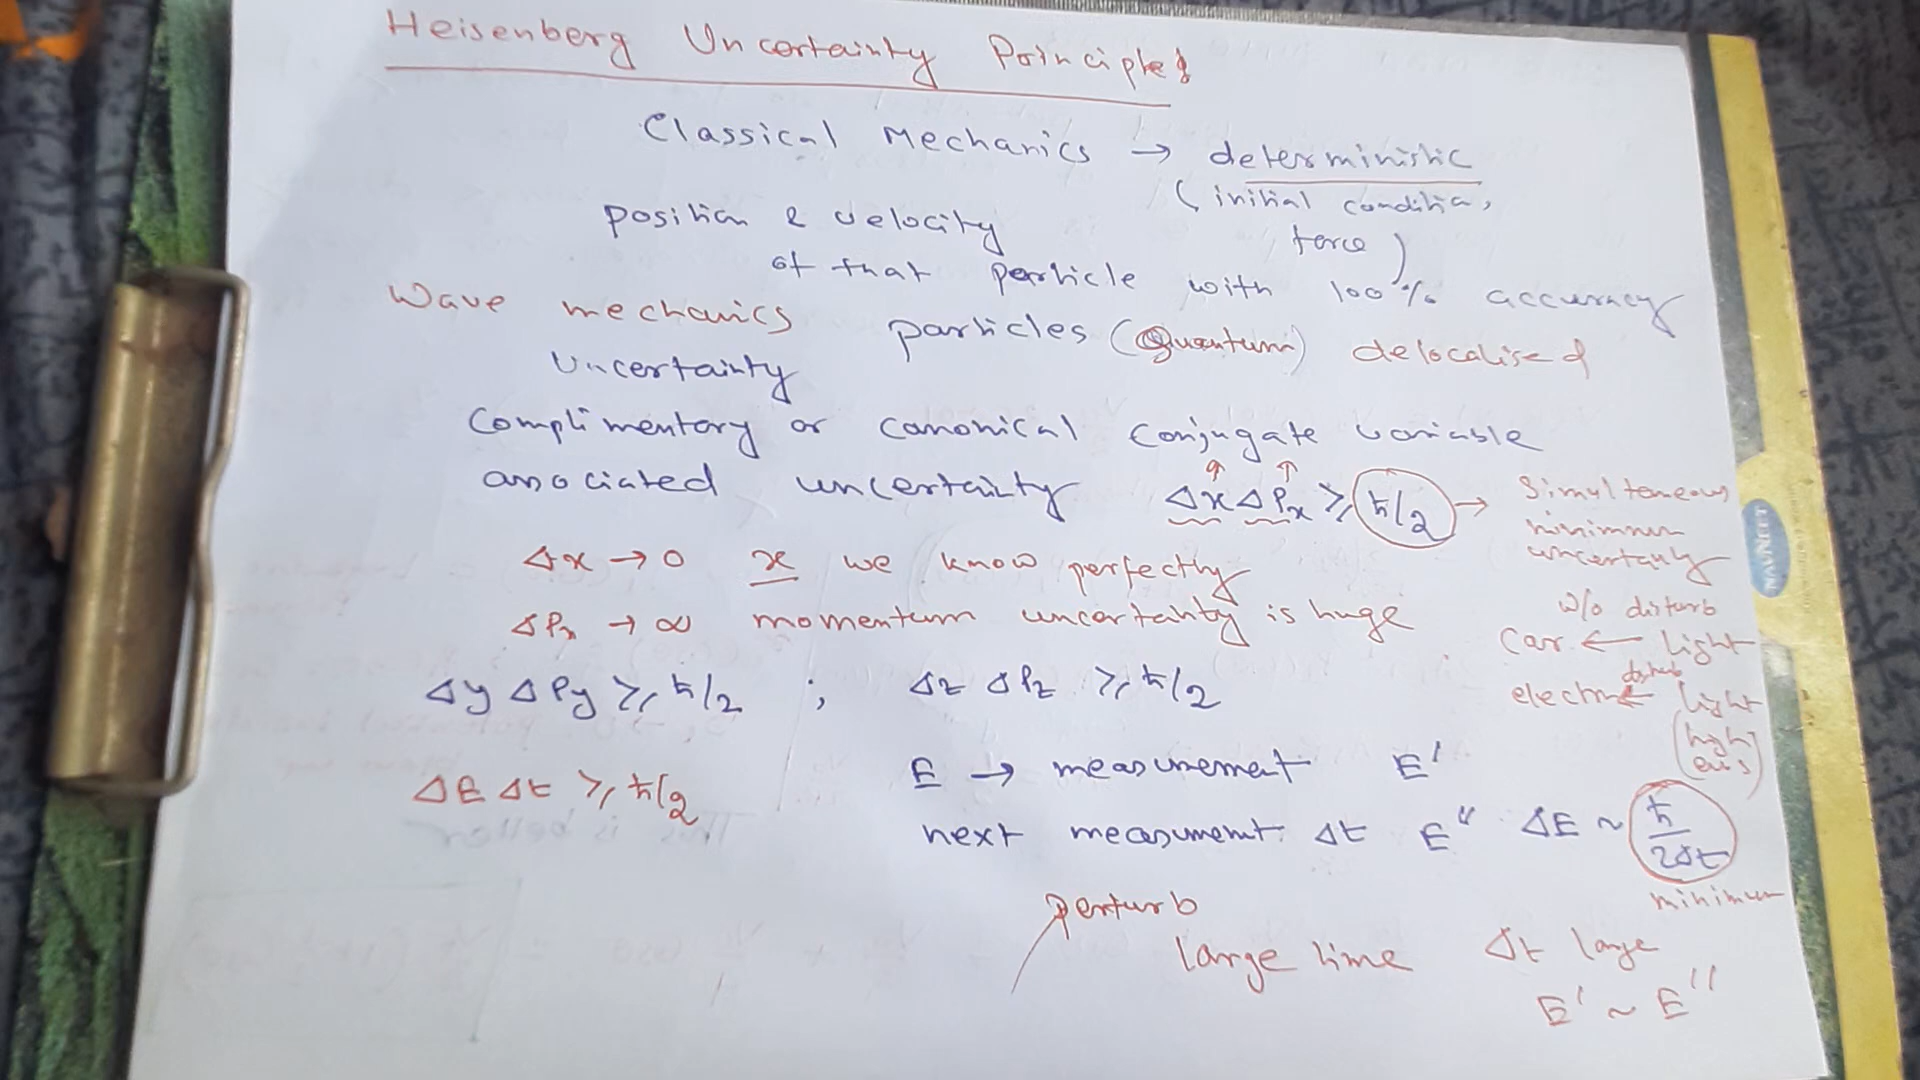 Heisenberg Uncertainty Principle
Classical Mechanics → deterministic
( initial condition,
force )
position & velocity
of that particle with 100% accuracy
Wave mechanics particles (Quantum) delocalised
Uncertainty
Complimentory or canonical conjugate variable
associated uncertainty Δx ΔPx ⩾ ħ/2 → Simultaneous
minimum
uncertainty
Δx → 0 x we know perfectly
ΔPx → ∞ momentum uncertainty is huge
w/o disturb
Car ← light
disturb
electron ← light
(high
Δy ΔPy ⩾ ħ/2 ; Δz ΔPz ⩾ ħ/2
ΔE Δt ⩾ ħ/2
E → measurement E'
next measurement Δt E'' ΔE ~ ħ/2Δt
minimum
perturb
large time Δt large
E' ~ E''
NAVNEET